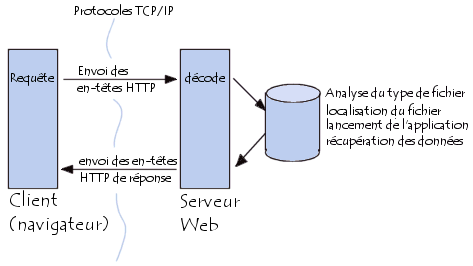 Protocoles TCP/IP
Requête
Envoi des
en-têtes HTTP
décode
Analyse du type de fichier
localisation du fichier
lancement de l'application
récupération des données
envoi des en-têtes
HTTP de réponse
Client
(navigateur)
Serveur
Web